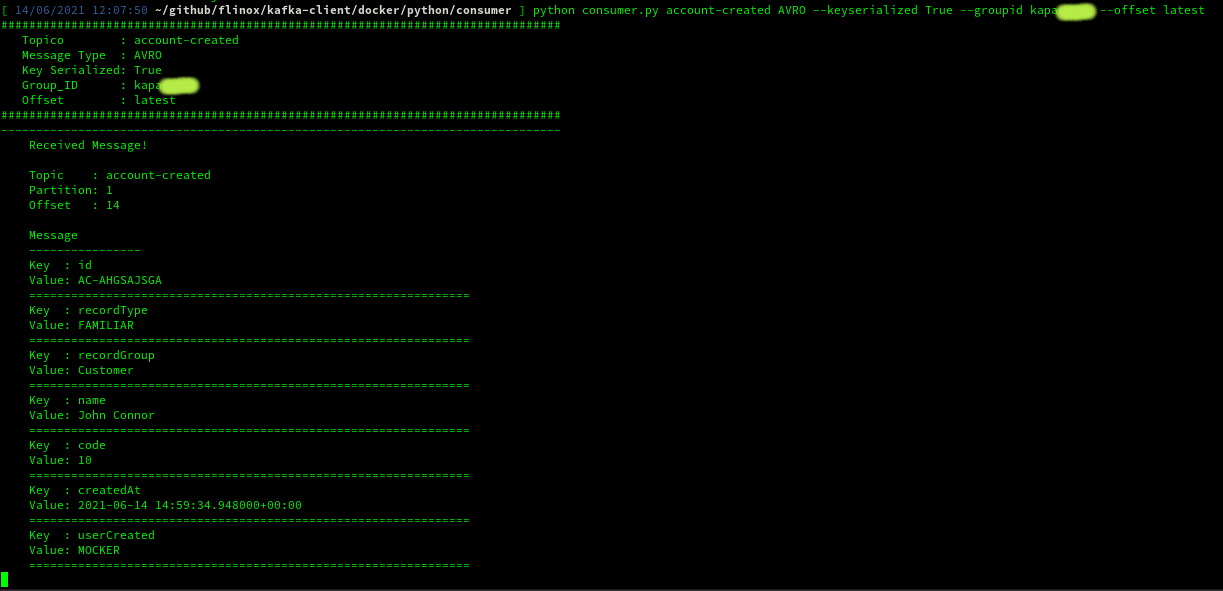 [ 14/06/2021 12:07:50 ~/github/flinox/kafka-client/docker/python/consumer ] python consumer.py account-created AVRO --keyserialized True --groupid kapa --offset latest
################################################################################
Topico        : account-created
Message Type  : AVRO
Key Serialized: True
Group_ID      : kapa
Offset        : latest
################################################################################
--------------------------------------------------------------------------------
Received Message!
Topic    : account-created
Partition: 1
Offset   : 14
Message
----------------
Key  : id
Value: AC-AHGSAJSGA
===============================================================
Key  : recordType
Value: FAMILIAR
===============================================================
Key  : recordGroup
Value: Customer
===============================================================
Key  : name
Value: John Connor
===============================================================
Key  : code
Value: 10
===============================================================
Key  : createdAt
Value: 2021-06-14 14:59:34.948000+00:00
===============================================================
Key  : userCreated
Value: MOCKER
===============================================================